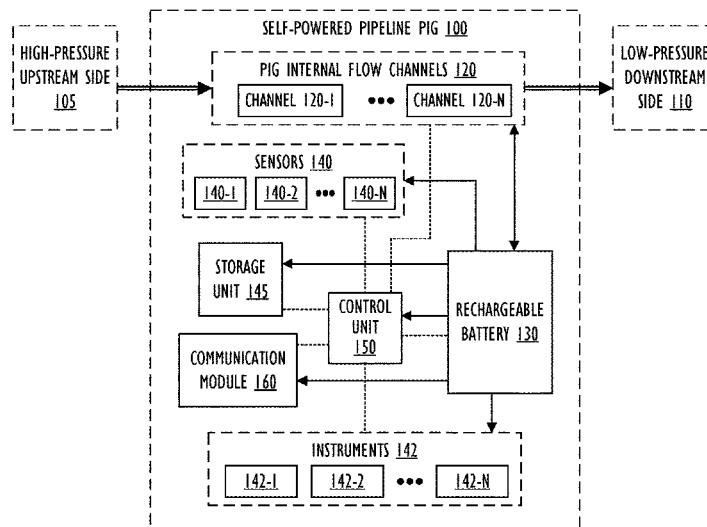 SELF-POWERED PIPELINE PIG 100
HIGH-PRESSURE
UPSTREAM SIDE
105
PIG INTERNAL FLOW CHANNELS 120
CHANNEL 120-1 ••• CHANNEL 120-N
LOW-PRESSURE
DOWNSTREAM
SIDE 110
SENSORS 140
140-1 140-2 ••• 140-N
STORAGE
UNIT 145
CONTROL
UNIT
150
RECHARGEABLE
BATTERY 130
COMMUNICATION
MODULE 160
INSTRUMENTS 142
142-1 142-2 ••• 142-N